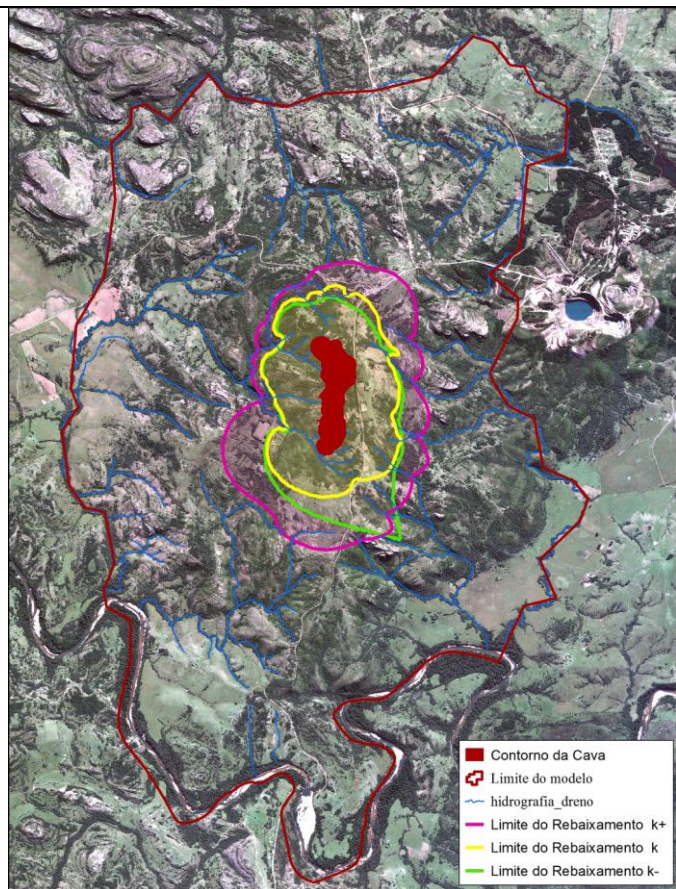 Contorno da Cava
Limite do modelo
hidrografia_dreno
Limite do Rebaixamento k+
Limite do Rebaixamento k
Limite do Rebaixamento k-